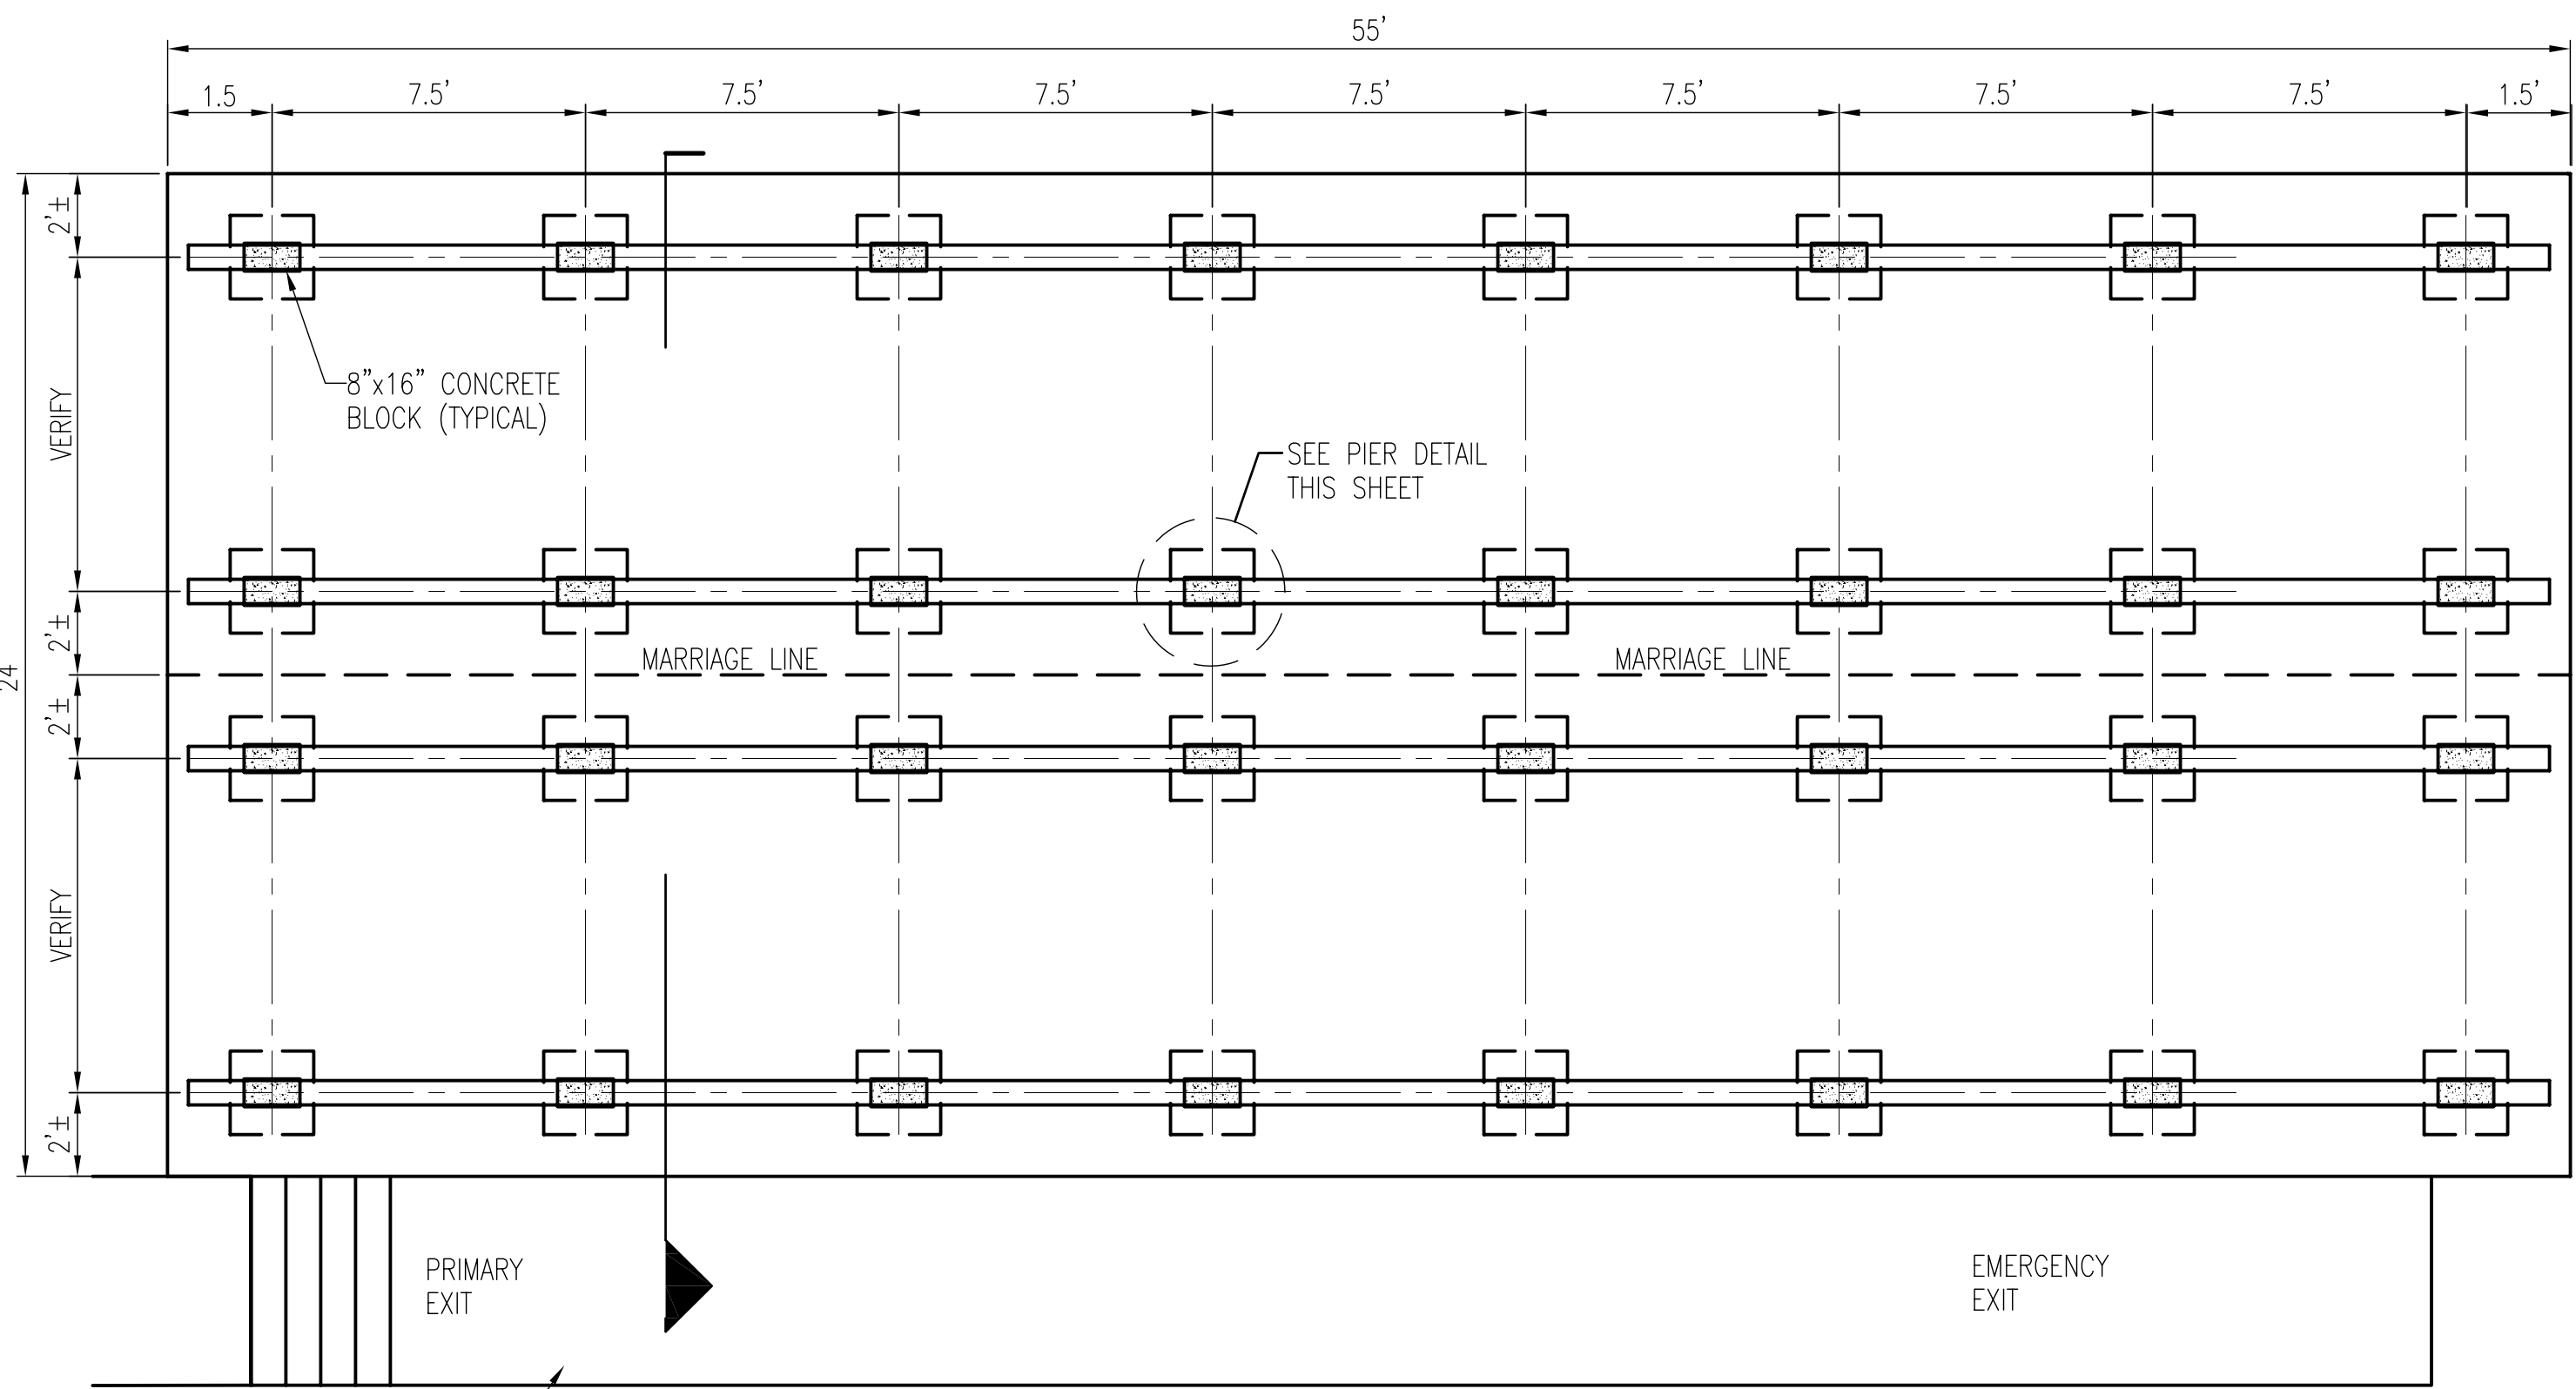 55'
1.5
7.5'
7.5'
7.5'
7.5'
7.5'
7.5'
7.5'
1.5'
2'±
VERIFY
8"x16" CONCRETE
BLOCK (TYPICAL)
SEE PIER DETAIL
THIS SHEET
2'±
MARRIAGE LINE
MARRIAGE LINE
24
2'±
VERIFY
2'±
PRIMARY
EXIT
EMERGENCY
EXIT